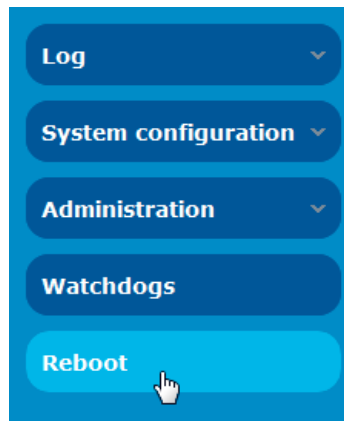 Log
System configuration
Administration
Watchdogs
Reboot